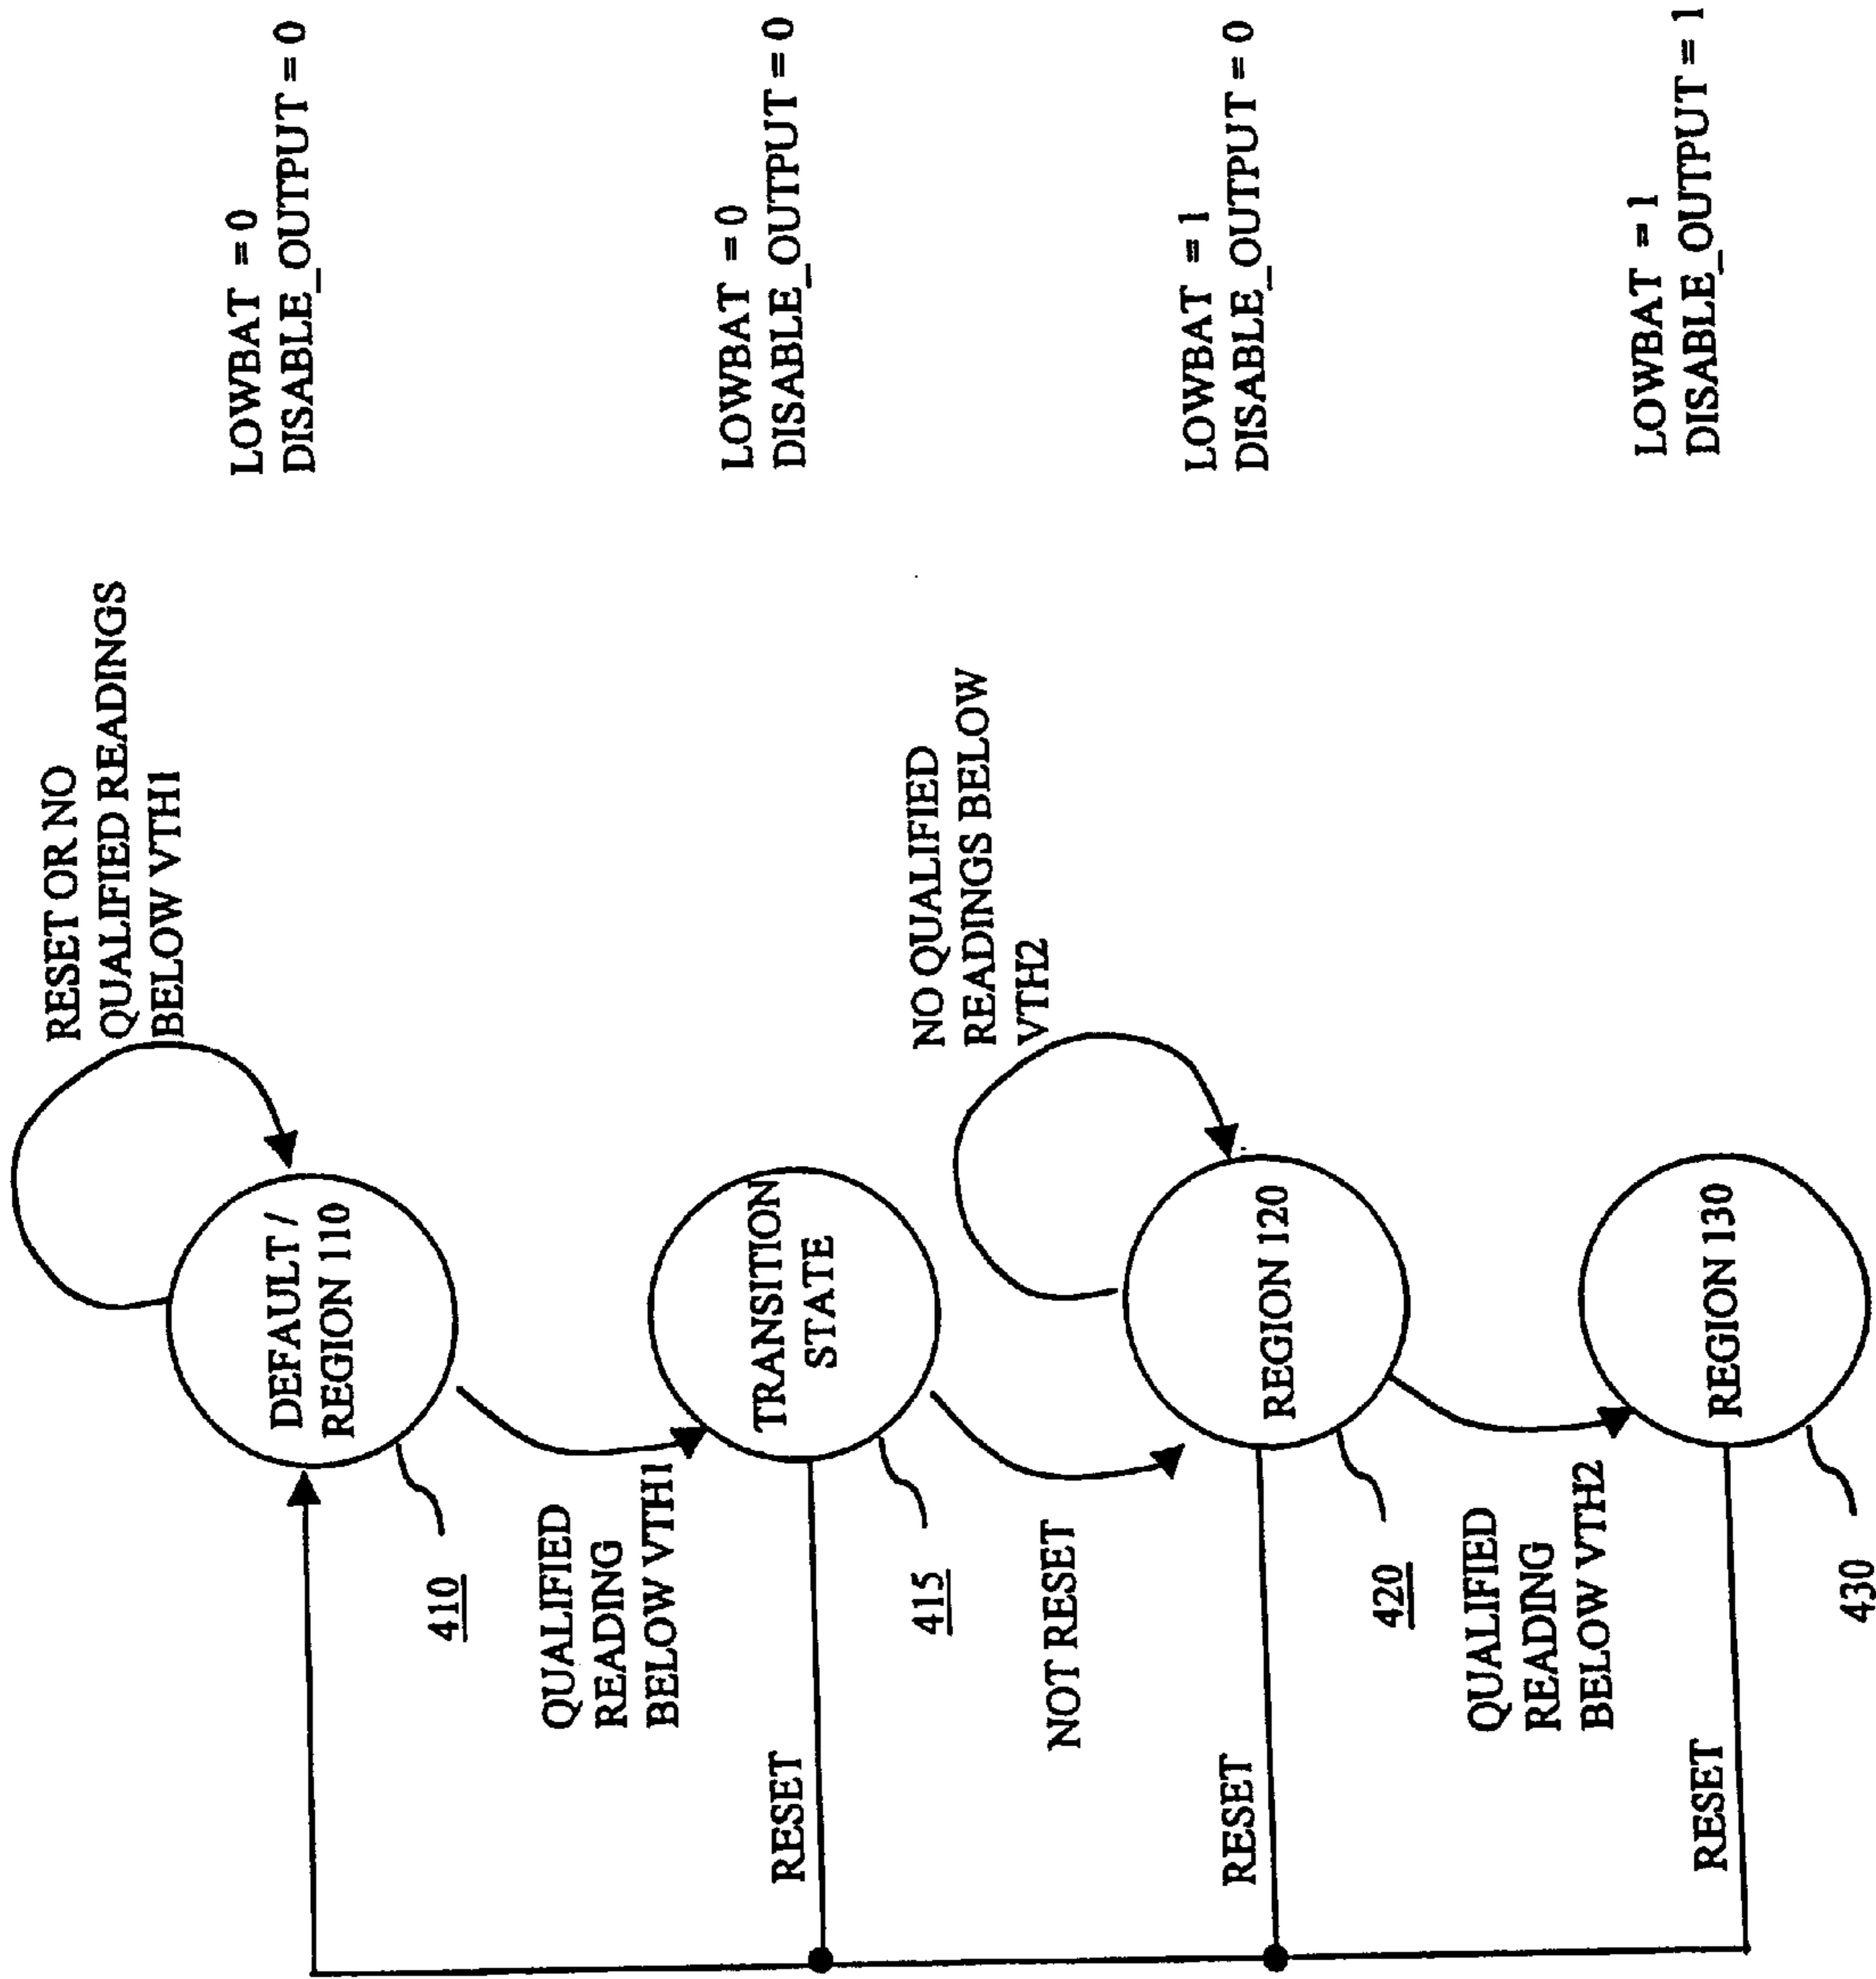 RESET OR NO
QUALIFIED READINGS
BELOW VTH1
DEFAULT /
REGION 110
LOWBAT = 0
DISABLE_OUTPUT = 0
410
QUALIFIED
READING
BELOW VTH1
TRANSITION
STATE
LOWBAT = 0
DISABLE_OUTPUT = 0
RESET
415
NOT RESET
NO QUALIFIED
READINGS BELOW
VTH2
REGION 120
LOWBAT = 1
DISABLE_OUTPUT = 0
RESET
420
QUALIFIED
READING
BELOW VTH2
REGION 130
LOWBAT = 1
DISABLE_OUTPUT = 1
RESET
430